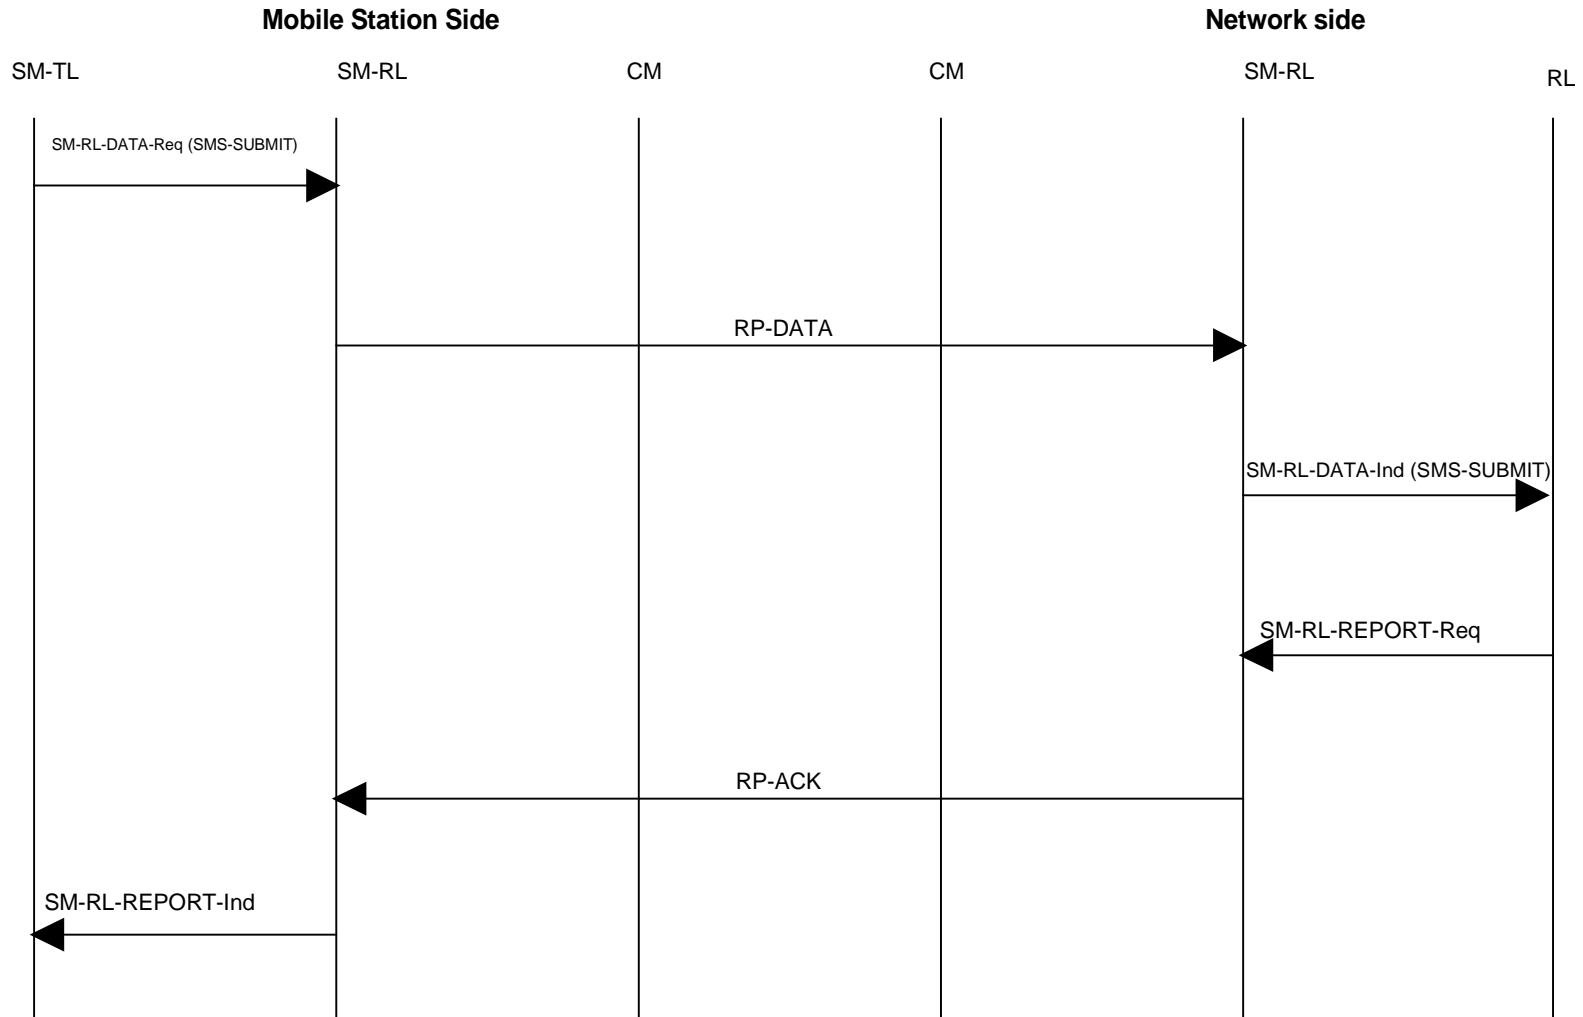 Mobile Station Side
Network side
SM-TL
SM-RL
CM
CM
SM-RL
RL
SM-RL-DATA-Req (SMS-SUBMIT)
RP-DATA
SM-RL-DATA-Ind (SMS-SUBMIT)
SM-RL-REPORT-Req
RP-ACK
SM-RL-REPORT-Ind